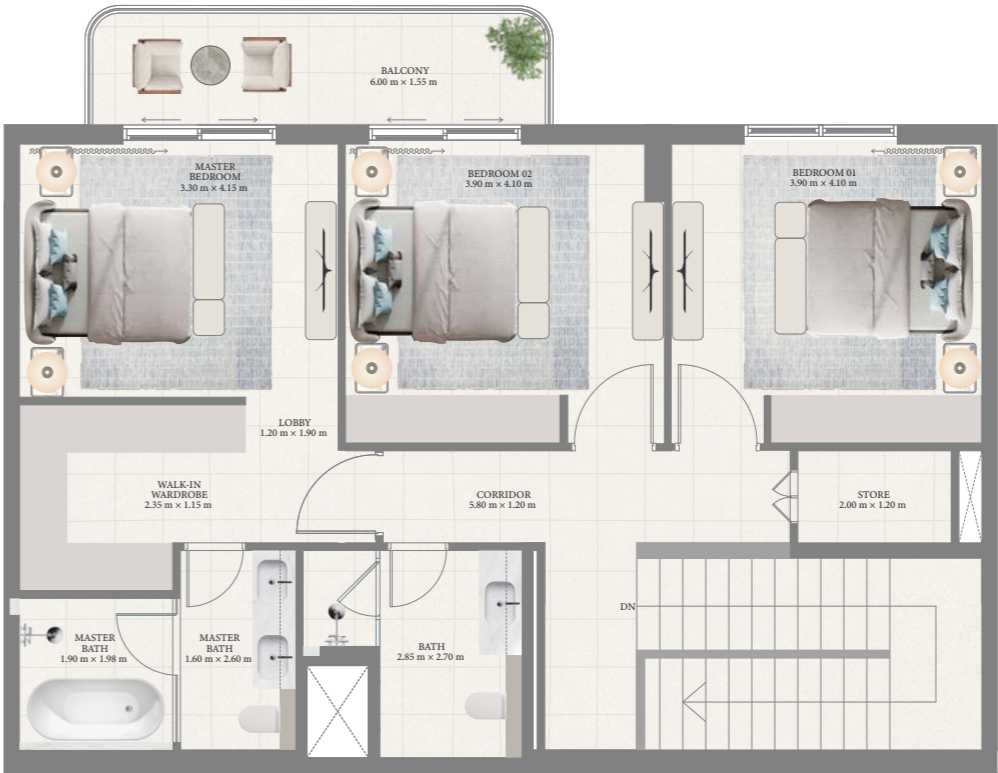 BALCONY
6.00 m × 1.55 m
MASTER
BEDROOM
3.30 m × 4.15 m
BEDROOM 02
3.90 m × 4.10 m
BEDROOM 01
3.90 m × 4.10 m
LOBBY
1.20 m × 1.90 m
WALK-IN
WARDROBE
2.35 m × 1.15 m
CORRIDOR
5.80 m × 1.20 m
STORE
2.00 m × 1.20 m
DN
MASTER
BATH
1.90 m × 1.98 m
MASTER
BATH
1.60 m × 2.60 m
BATH
2.85 m × 2.70 m